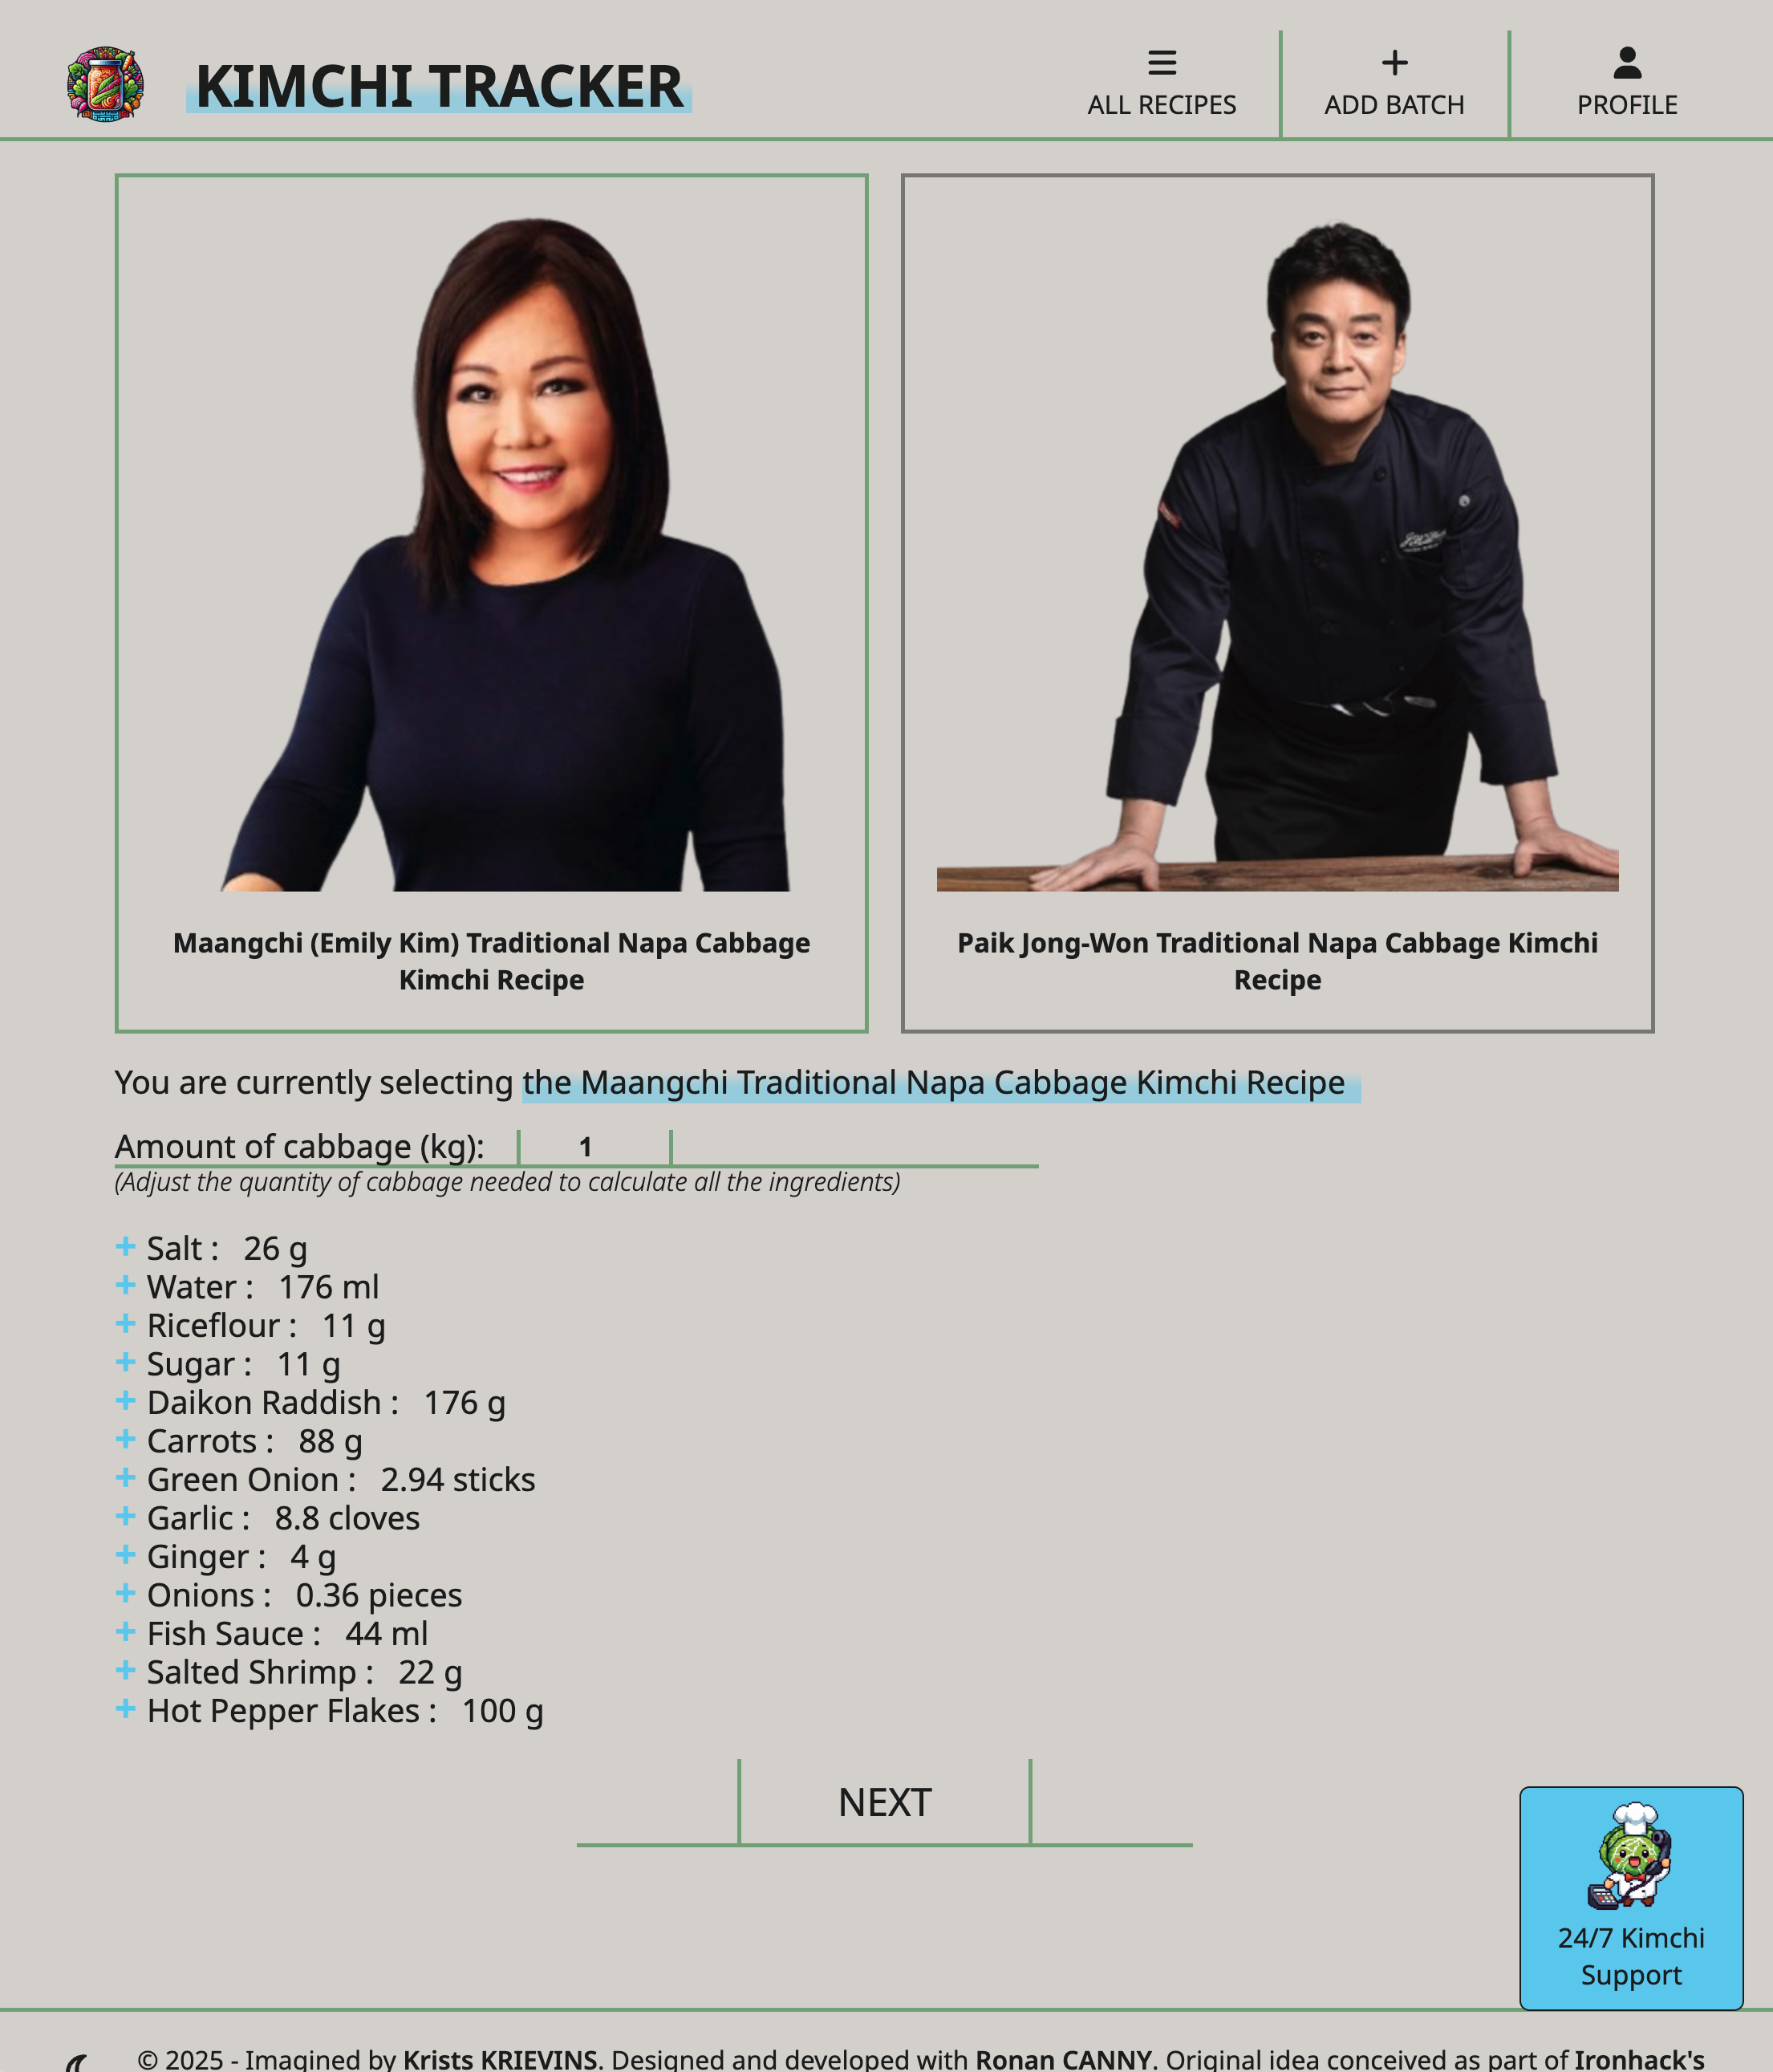 KIMCHI TRACKER
ALL RECIPES
ADD BATCH
PROFILE
Maangchi (Emily Kim) Traditional Napa Cabbage
Kimchi Recipe
Paik Jong-Won Traditional Napa Cabbage Kimchi
Recipe
You are currently selecting the Maangchi Traditional Napa Cabbage Kimchi Recipe
Amount of cabbage (kg): 1
(Adjust the quantity of cabbage needed to calculate all the ingredients)
Salt : 26 g
Water : 176 ml
Riceflour : 11 g
Sugar : 11 g
Daikon Raddish : 176 g
Carrots : 88 g
Green Onion : 2.94 sticks
Garlic : 8.8 cloves
Ginger : 4 g
Onions : 0.36 pieces
Fish Sauce : 44 ml
Salted Shrimp : 22 g
Hot Pepper Flakes : 100 g
NEXT
24/7 Kimchi
Support
© 2025 - Imagined by Krists KRIEVINS. Designed and developed with Ronan CANNY. Original idea conceived as part of Ironhack's